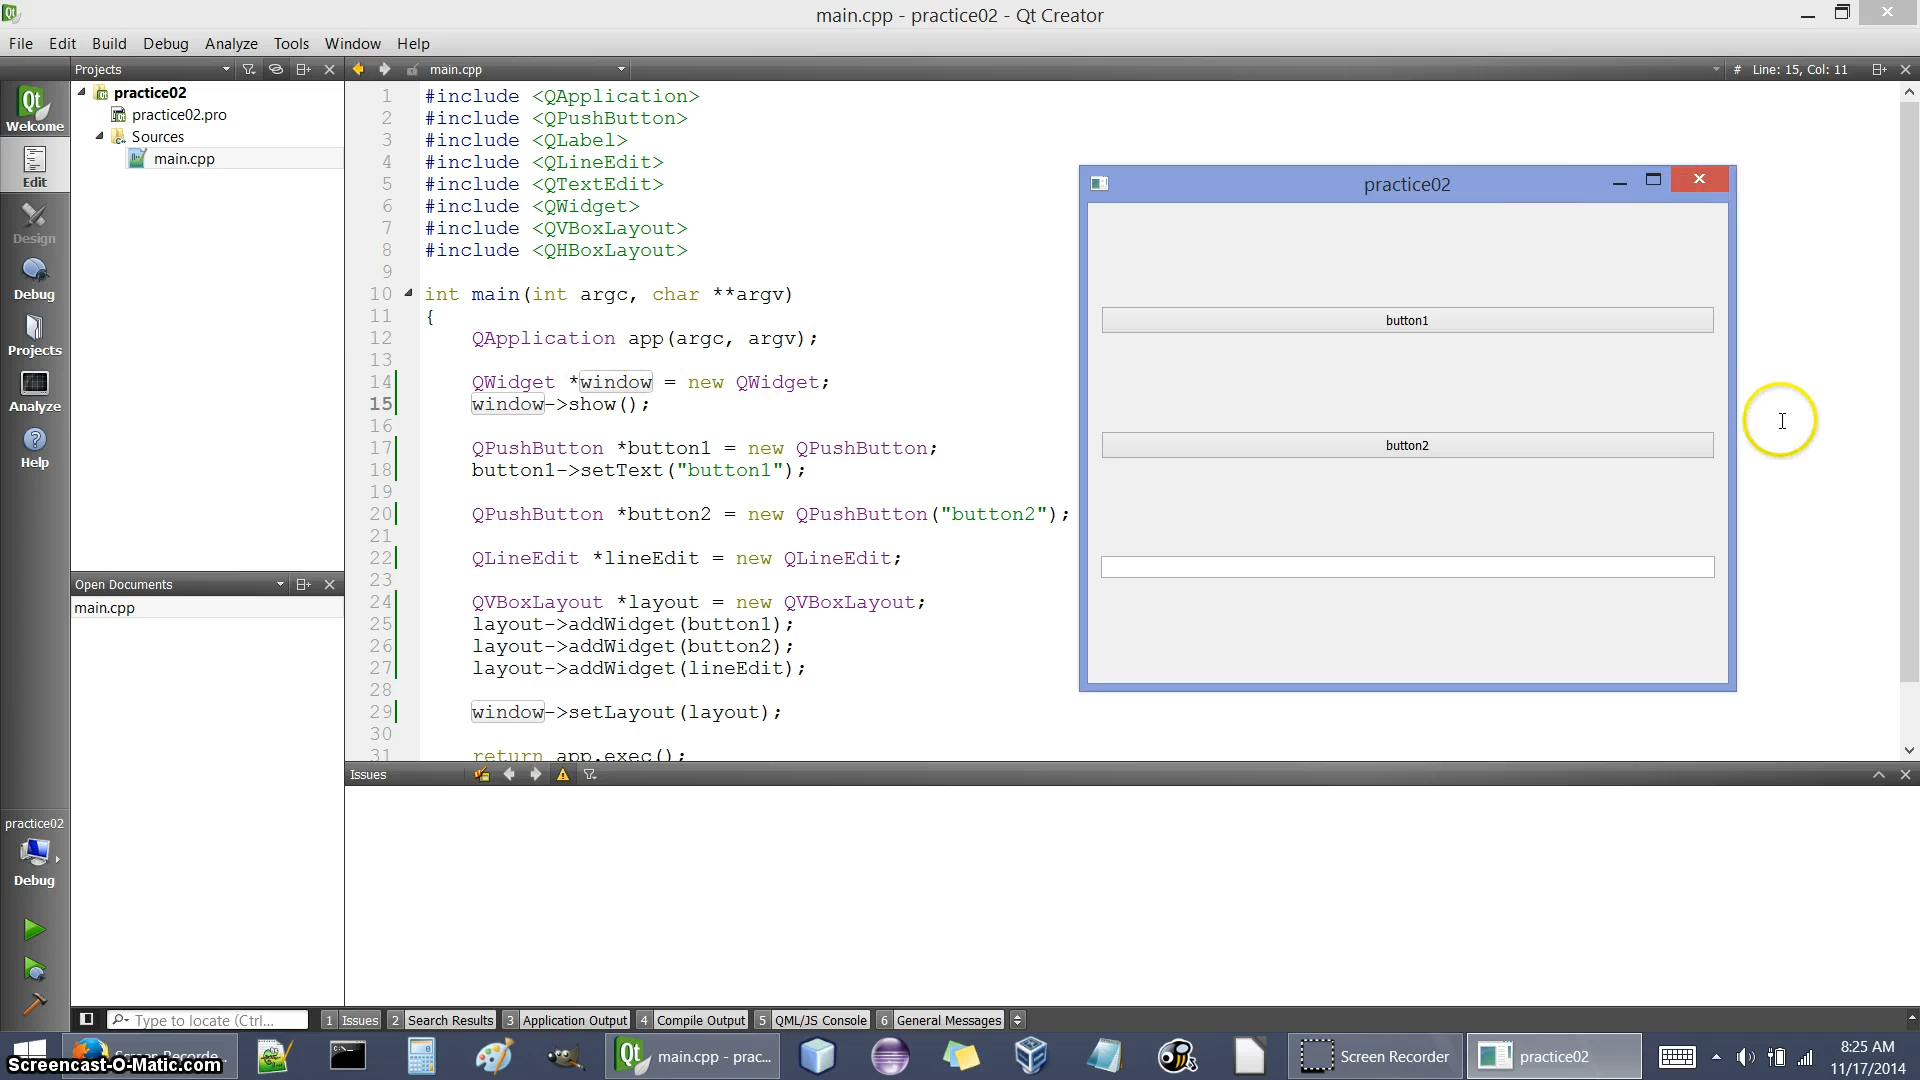 main.cpp - practice02 - Qt Creator
File Edit Build Debug Analyze Tools Window Help
Projects
main.cpp
# Line: 15, Col: 11
Qt
Welcome
Edit
Design
Debug
Projects
Analyze
Help
practice02
practice02.pro
Sources
main.cpp
1 #include <QApplication>
2 #include <QPushButton>
3 #include <QLabel>
4 #include <QLineEdit>
5 #include <QTextEdit>
6 #include <QWidget>
7 #include <QVBoxLayout>
8 #include <QHBoxLayout>
9
10 int main(int argc, char **argv)
11 {
12 QApplication app(argc, argv);
13
14 QWidget *window = new QWidget;
15 window->show();
16
17 QPushButton *button1 = new QPushButton;
18 button1->setText("button1");
19
20 QPushButton *button2 = new QPushButton("button2");
21
22 QLineEdit *lineEdit = new QLineEdit;
23
24 QVBoxLayout *layout = new QVBoxLayout;
25 layout->addWidget(button1);
26 layout->addWidget(button2);
27 layout->addWidget(lineEdit);
28
29 window->setLayout(layout);
30
31 return app.exec();
practice02
button1
button2
Open Documents
main.cpp
Issues
practice02
Debug
Type to locate (Ctrl...
1 Issues 2 Search Results 3 Application Output 4 Compile Output 5 QML/JS Console 6 General Messages
Screen Recorde...
Screencast-O-Matic.com
Qt main.cpp - prac...
Screen Recorder
practice02
8:25 AM
11/17/2014